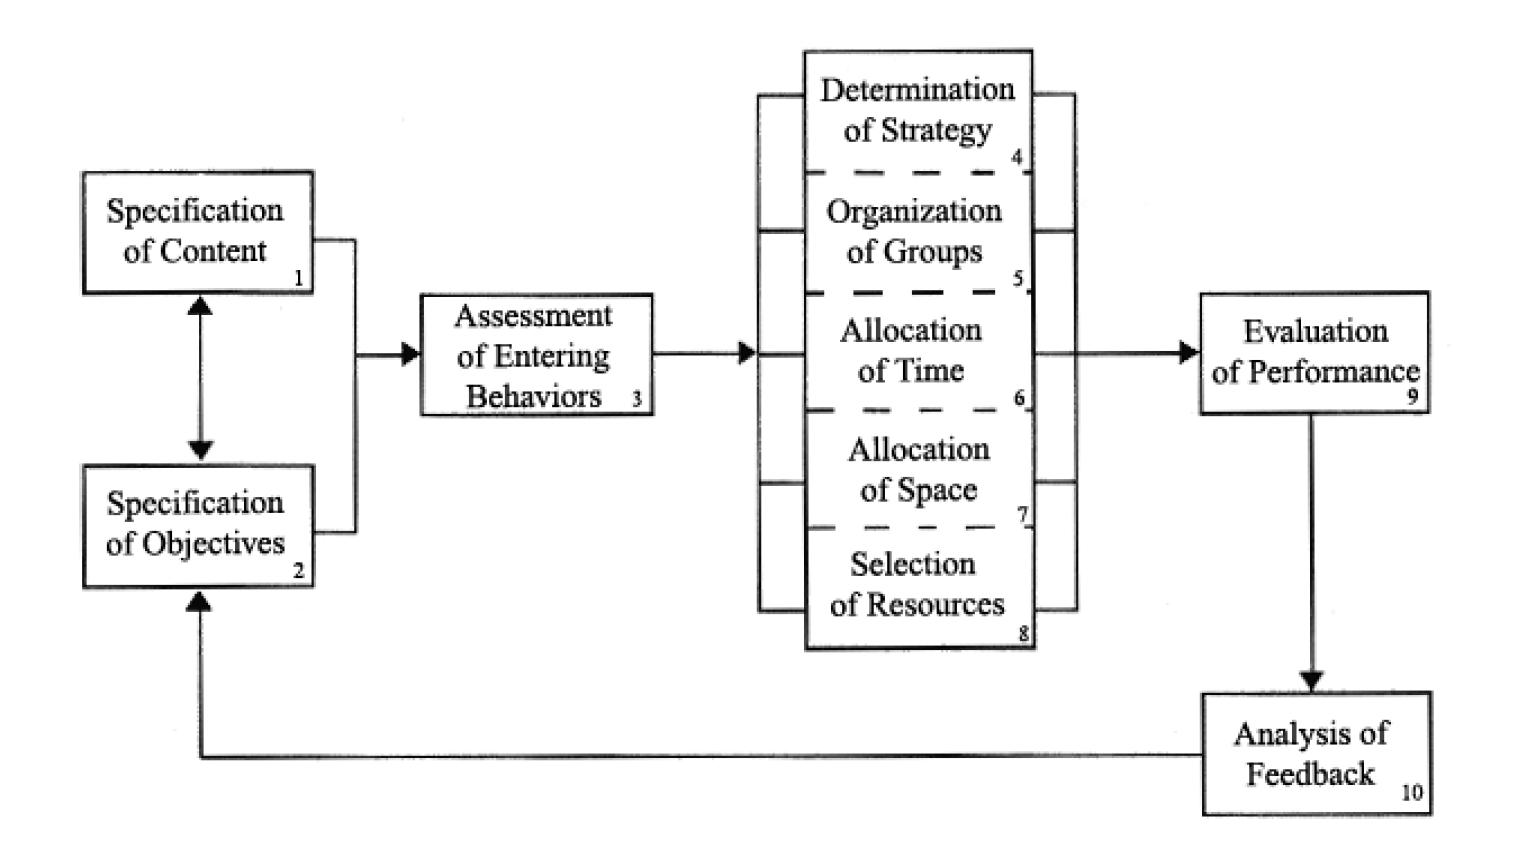 Specification
of Content
1
Specification
of Objectives
2
Assessment
of Entering
Behaviors
3
Determination
of Strategy
4
Organization
of Groups
5
Allocation
of Time
6
Allocation
of Space
7
Selection
of Resources
8
Evaluation
of Performance
9
Analysis of
Feedback
10